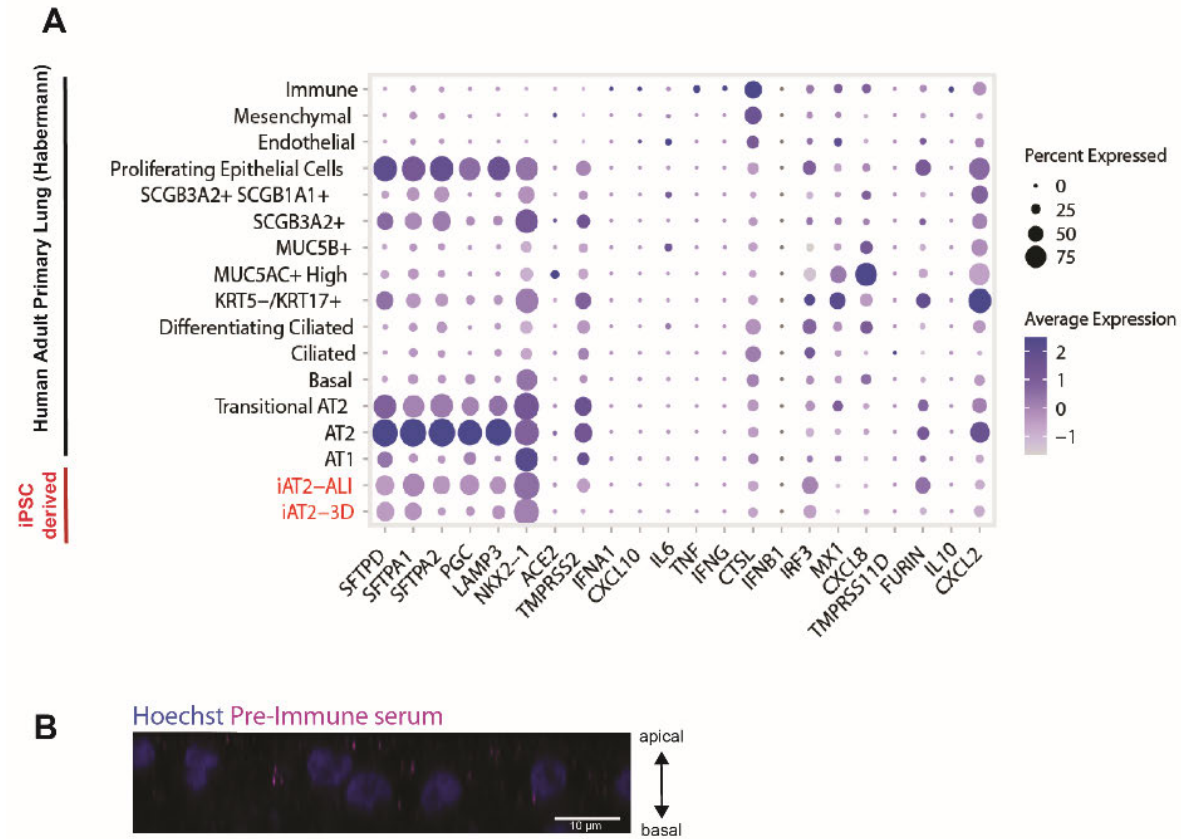 A
Human Adult Primary Lung (Habermann)
iPSC
derived
Immune
Mesenchymal
Endothelial
Proliferating Epithelial Cells
SCGB3A2+ SCGB1A1+
SCGB3A2+
MUC5B+
MUC5AC+ High
KRT5-/KRT17+
Differentiating Ciliated
Ciliated
Basal
Transitional AT2
AT2
AT1
iAT2-ALI
iAT2-3D
SFTPD
SFTPA1
SFTPA2
PGC
LAMP3
NKX2-1
ACE2
TMPRSS2
IFNA1
CXCL10
IL6
TNF
IFNG
CTSL
IFNB1
IRF3
MX1
CXCL8
TMPRSS11D
FURIN
IL10
CXCL2
Percent Expressed
0
25
50
75
Average Expression
2
1
0
−1
B
Hoechst Pre-Immune serum
apical
basal
10 μm